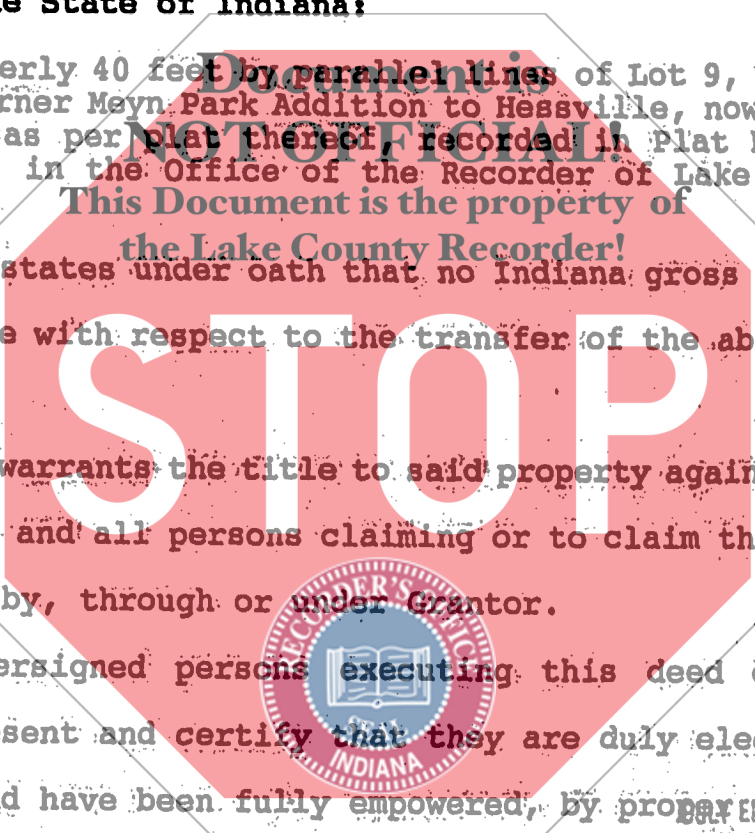 e State of Indiana:
erly 40 feet by parallel lines of Lot 9,
Document is
rner Meyn Park Addition to Hessville, now
as per plat thereof, recorded in Plat
NOT OFFICIAL!
in the Office of the Recorder of Lake
This Document is the property of
the Lake County Recorder!
states under oath that no Indiana gross
e with respect to the transfer of the ab
STOP
warrants the title to said property again
and all persons claiming or to claim th
by, through or under Grantor.
RECORDER'S OFFICE
ersigned persons executing this deed
SEAL
sent and certify that they are duly elec
INDIANA
d have been fully empowered, by proper